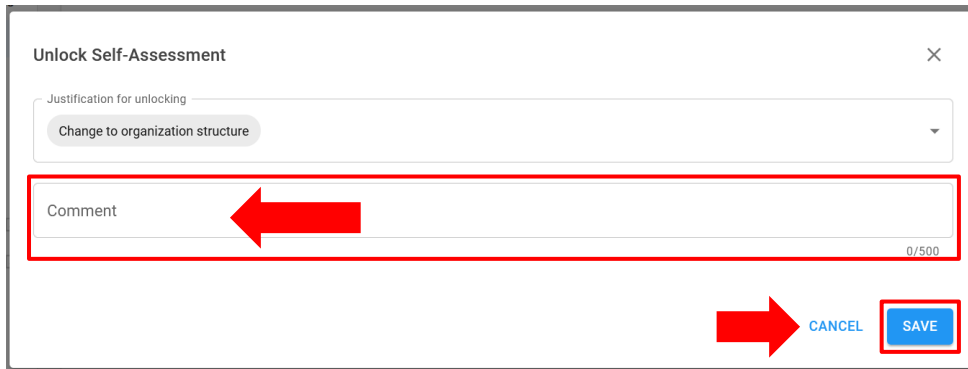 Unlock Self-Assessment
Justification for unlocking
Change to organization structure
Comment
0/500
CANCEL SAVE